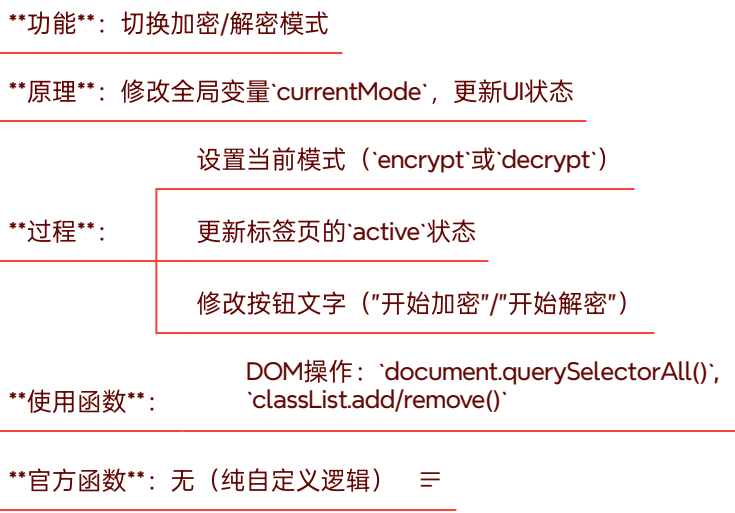 **功能**：切换加密/解密模式
**原理**：修改全局变量`currentMode`，更新UI状态
设置当前模式（`encrypt`或`decrypt`）
**过程**：
更新标签页的`active`状态
修改按钮文字（"开始加密"/"开始解密"）
**使用函数**：
DOM操作：`document.querySelectorAll()`,
`classList.add/remove()`
**官方函数**：无（纯自定义逻辑）